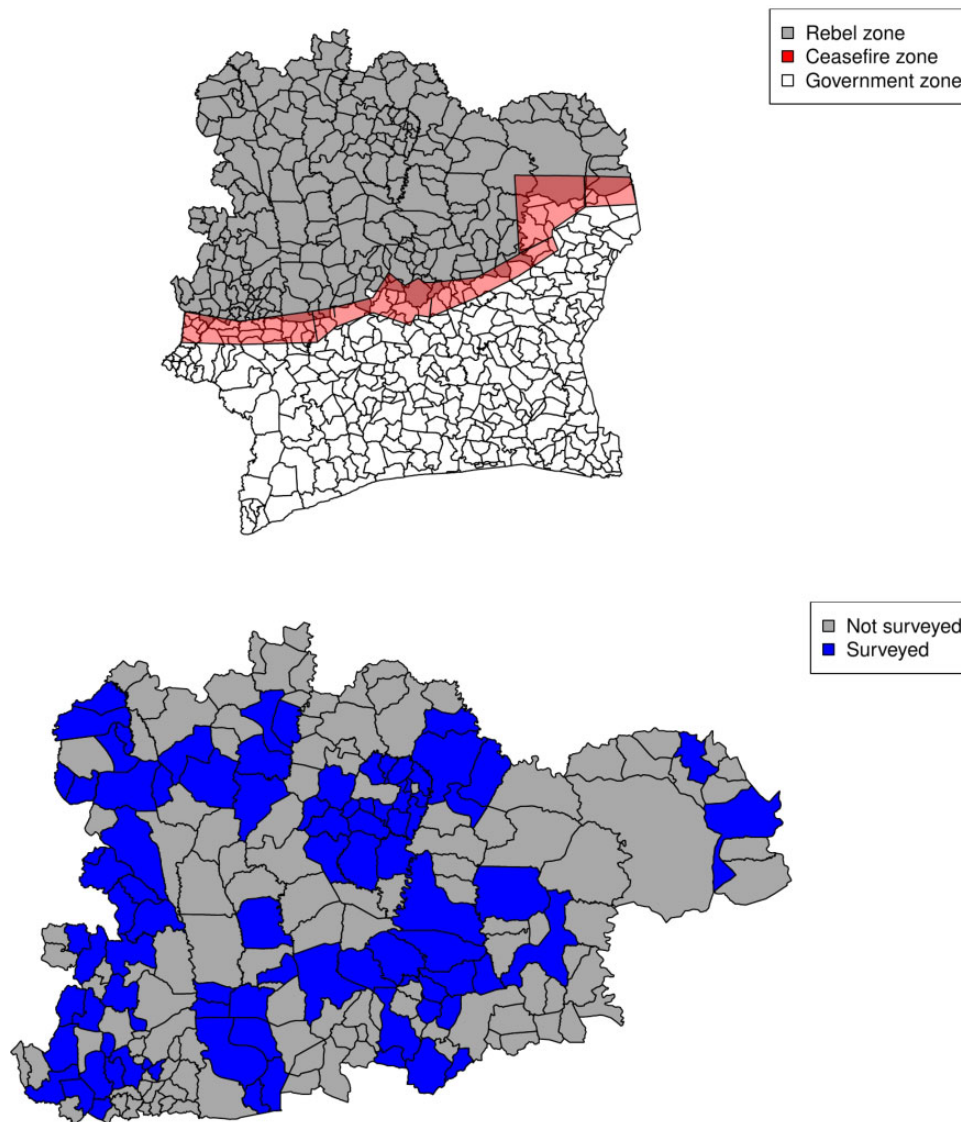 Rebel zone
Ceasefire zone
Government zone
Not surveyed
Surveyed